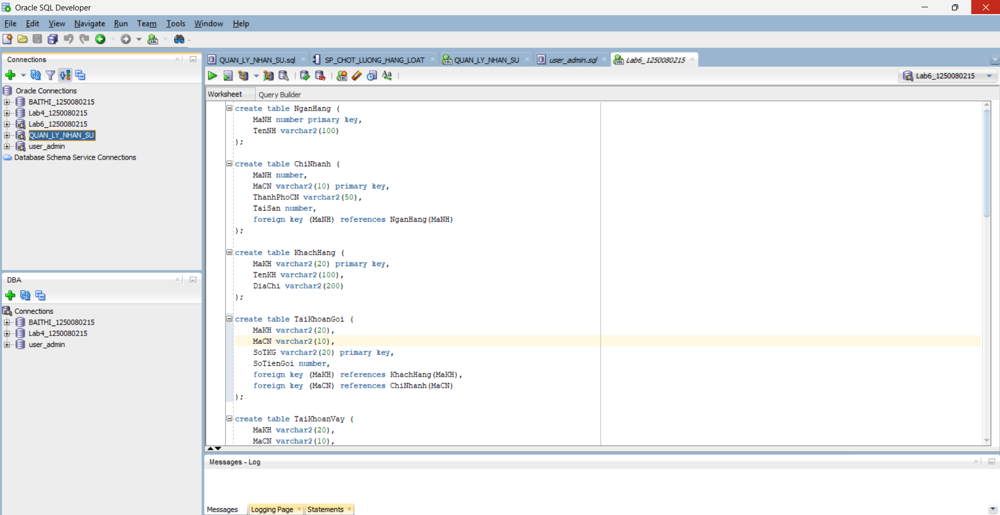 Oracle SQL Developer
File Edit View Navigate Run Team Tools Window Help
Connections
Oracle Connections
BAITHI_1250080215
Lab4_1250080215
Lab6_1250080215
QUAN_LY_NHAN_SU
user_admin
Database Schema Service Connections
DBA
Connections
BAITHI_1250080215
Lab4_1250080215
user_admin
QUAN_LY_NHAN_SU.sql SP_CHOT_LUONG_HANG_LOAT QUAN_LY_NHAN_SU user_admin.sql Lab6_1250080215
Lab6_1250080215
Worksheet Query Builder
create table NganHang (
MaNH number primary key,
TenNH varchar2(100)
);
create table ChiNhanh (
MaNH number,
MaCN varchar2(10) primary key,
ThanhPhoCN varchar2(50),
TaiSan number,
foreign key (MaNH) references NganHang(MaNH)
);
create table KhachHang (
MaKH varchar2(20) primary key,
TenKH varchar2(100),
DiaChi varchar2(200)
);
create table TaiKhoanGoi (
MaKH varchar2(20),
MaCN varchar2(10),
SoTKG varchar2(20) primary key,
SoTienGoi number,
foreign key (MaKH) references KhachHang(MaKH),
foreign key (MaCN) references ChiNhanh(MaCN)
);
create table TaiKhoanVay (
MaKH varchar2(20),
MaCN varchar2(10),
Messages - Log
Messages Logging Page Statements